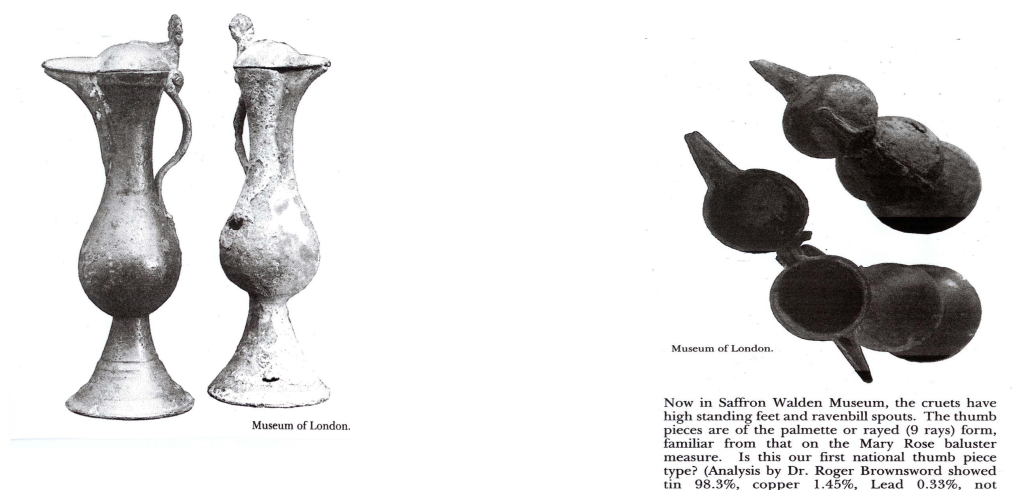 Museum of London.
Museum of London.
Now in Saffron Walden Museum, the cruets have
high standing feet and ravenbill spouts. The thumb
pieces are of the palmette or rayed (9 rays) form,
familiar from that on the Mary Rose baluster
measure. Is this our first national thumb piece
type? (Analysis by Dr. Roger Brownsword showed
tin 98.3%, copper 1.45%, Lead 0.33%, not